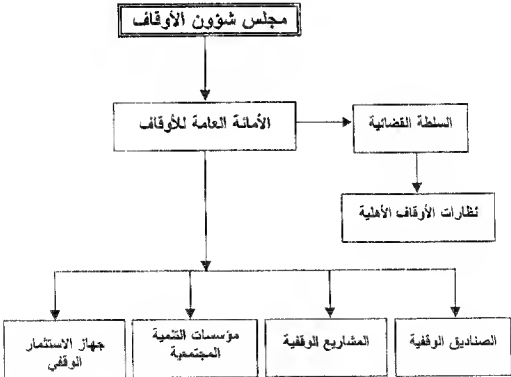 مجلس شؤون الأوقاف
الأمانة العامة للأوقاف
السلطة القضائية
نظارات الأوقاف الأهلية
الصناديق الوقفية
المشاريع الوقفية
مؤسسات التنمية
المجتمعية
جهاز الاستثمار
الوقفي